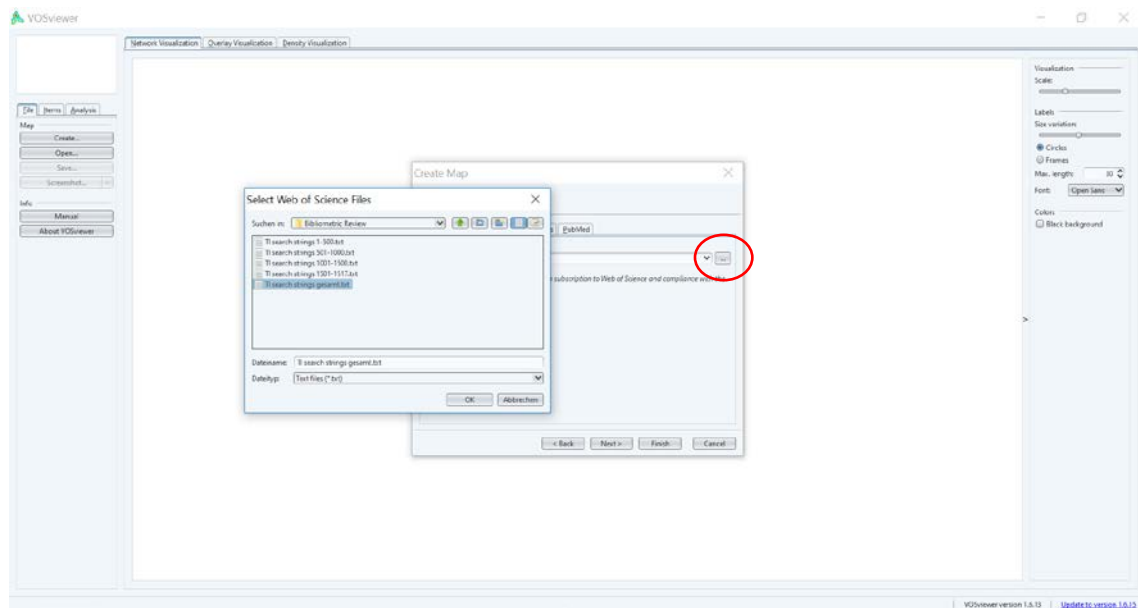 VOSviewer
Network Visualization Overlay Visualization Density Visualization
File Items Analysis
Map
Create...
Open...
Save...
Screenshot...
Info
Manual
About VOSviewer
Create Map
PubMed
subscription to Web of Science and compliance with the
< Back Next > Finish Cancel
Select Web of Science Files
Suchen in: Bibliometric Review
TI search strings 1-500.txt
TI search strings 501-1000.txt
TI search strings 1001-1500.txt
TI search strings 1501-1517.txt
TI search strings gesamt.txt
Dateiname: TI search strings gesamt.txt
Dateityp: Text files (*.txt)
OK Abbrechen
Visualization
Scale:
Labels
Size variation:
Circles
Frames
Max. length: 30
Font: Open Sans
Colors
Black background
>
VOSviewer version 1.6.13 Update to version 1.6.15